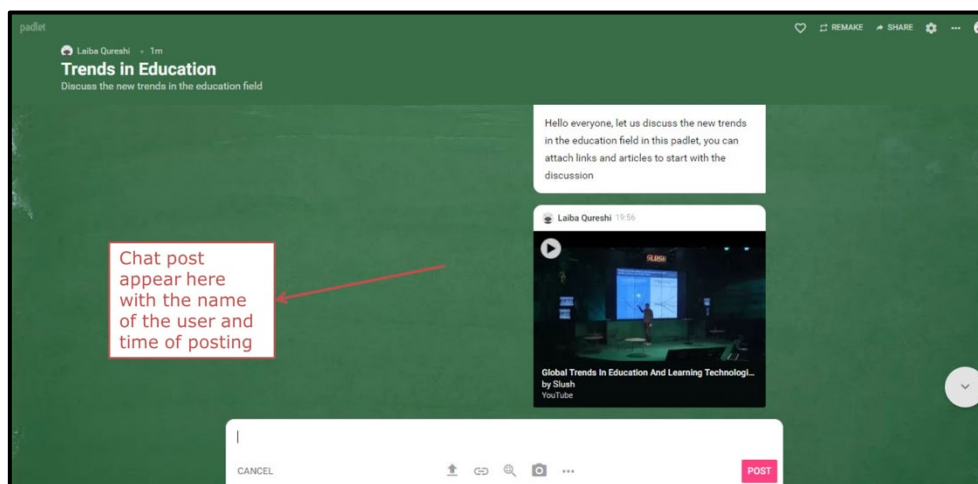 padlet
REMAKE SHARE
Laiba Qureshi • 1m
Trends in Education
Discuss the new trends in the education field
Hello everyone, let us discuss the new trends
in the education field in this padlet, you can
attach links and articles to start with the
discussion
Laiba Qureshi 19:56
SLUSH
Global Trends In Education And Learning Technologi...
by Slush
YouTube
Chat post
appear here
with the name
of the user and
time of posting
CANCEL
POST